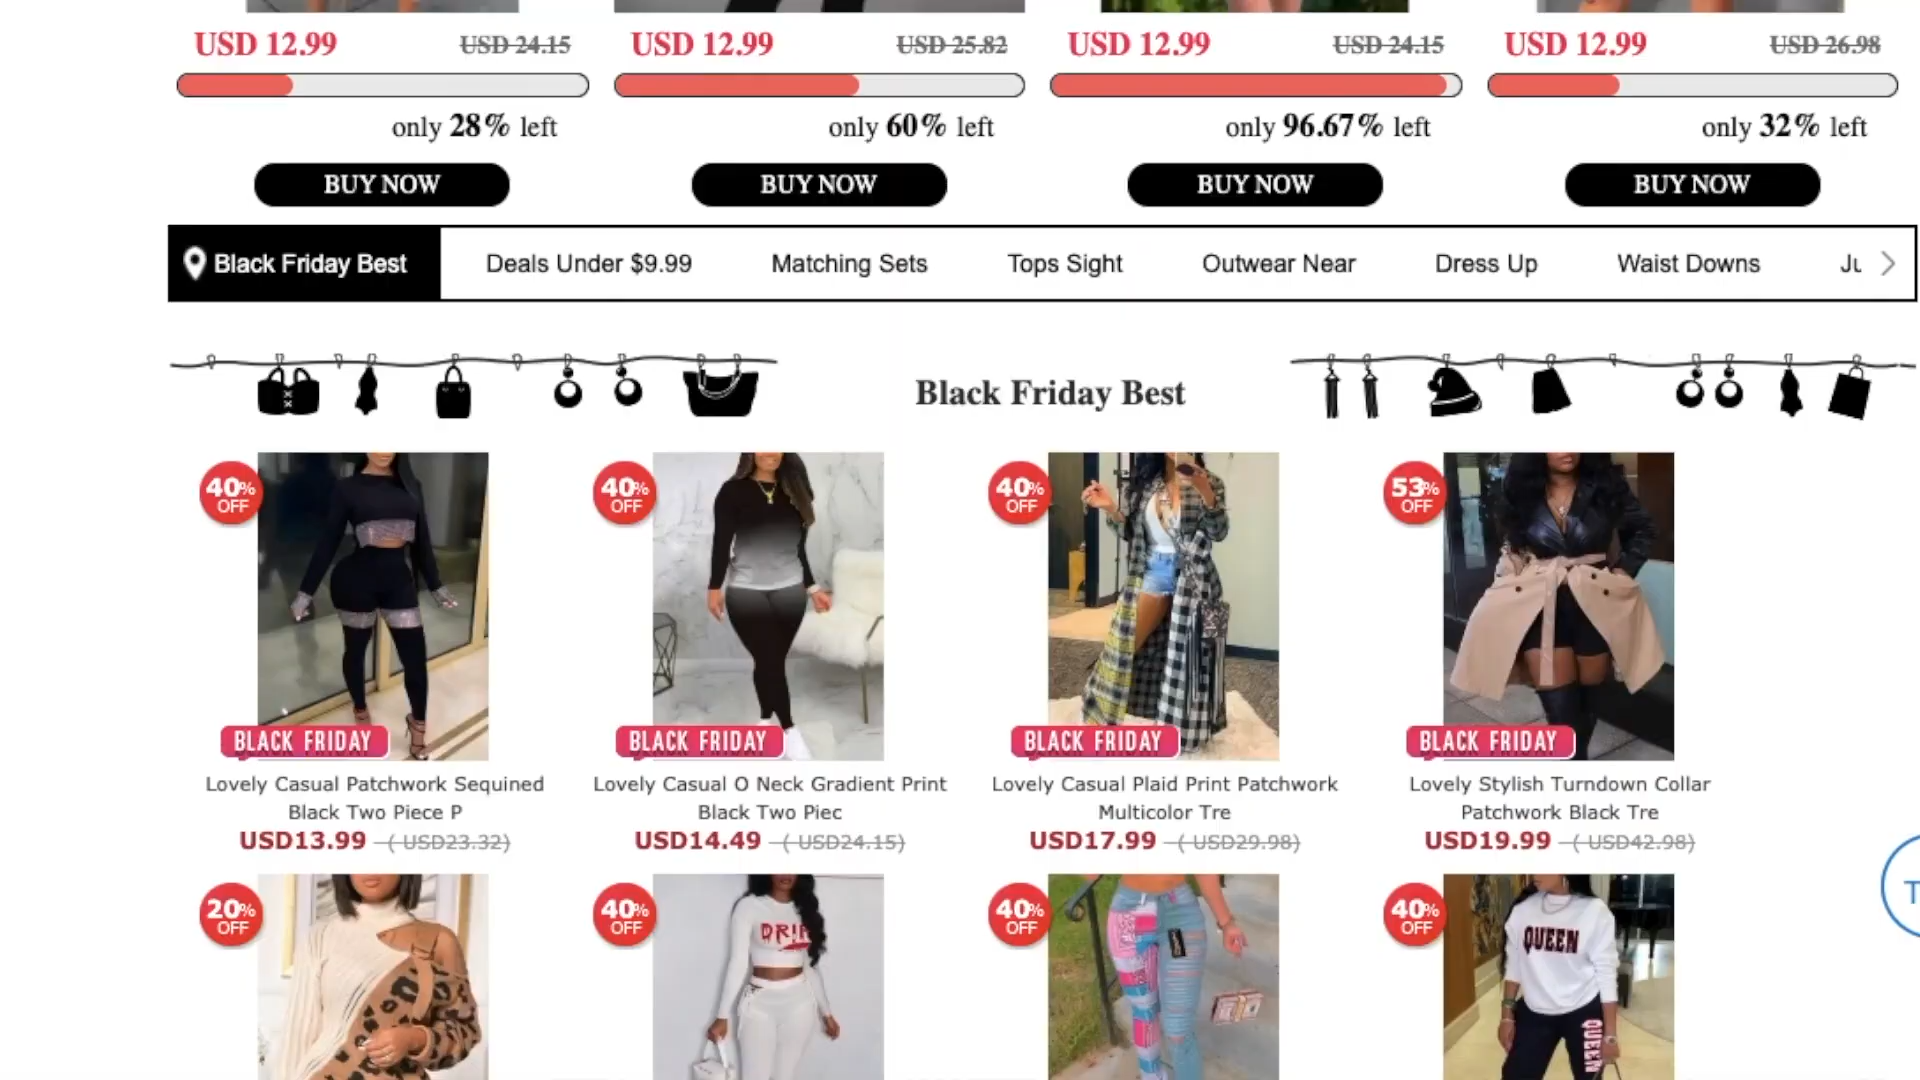 USD 12.99 USD 24.15
USD 12.99 USD 25.82
USD 12.99 USD 24.15
USD 12.99 USD 26.98
only 28% left
only 60% left
only 96.67% left
only 32% left
BUY NOW
BUY NOW
BUY NOW
BUY NOW
Black Friday Best
Deals Under $9.99
Matching Sets
Tops Sight
Outwear Near
Dress Up
Waist Downs
Black Friday Best
40% OFF
BLACK FRIDAY
Lovely Casual Patchwork Sequined
Black Two Piece P
USD13.99 ( USD23.32)
40% OFF
BLACK FRIDAY
Lovely Casual O Neck Gradient Print
Black Two Piec
USD14.49 ( USD24.15)
40% OFF
BLACK FRIDAY
Lovely Casual Plaid Print Patchwork
Multicolor Tre
USD17.99 ( USD29.98)
53% OFF
BLACK FRIDAY
Lovely Stylish Turndown Collar
Patchwork Black Tre
USD19.99 ( USD42.98)
20% OFF
40% OFF
DRIP
40% OFF
40% OFF
QUEEN
QUEEN